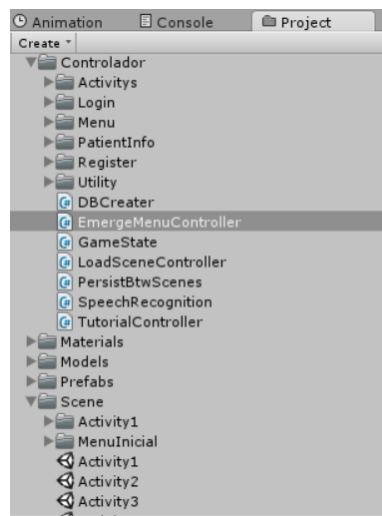 Animation Console Project
Create
Controlador
Activitys
Login
Menu
PatientInfo
Register
Utility
DBCreater
EmergeMenuController
GameState
LoadSceneController
PersistBtwScenes
SpeechRecognition
TutorialController
Materials
Models
Prefabs
Scene
Activity1
MenuInicial
Activity1
Activity2
Activity3